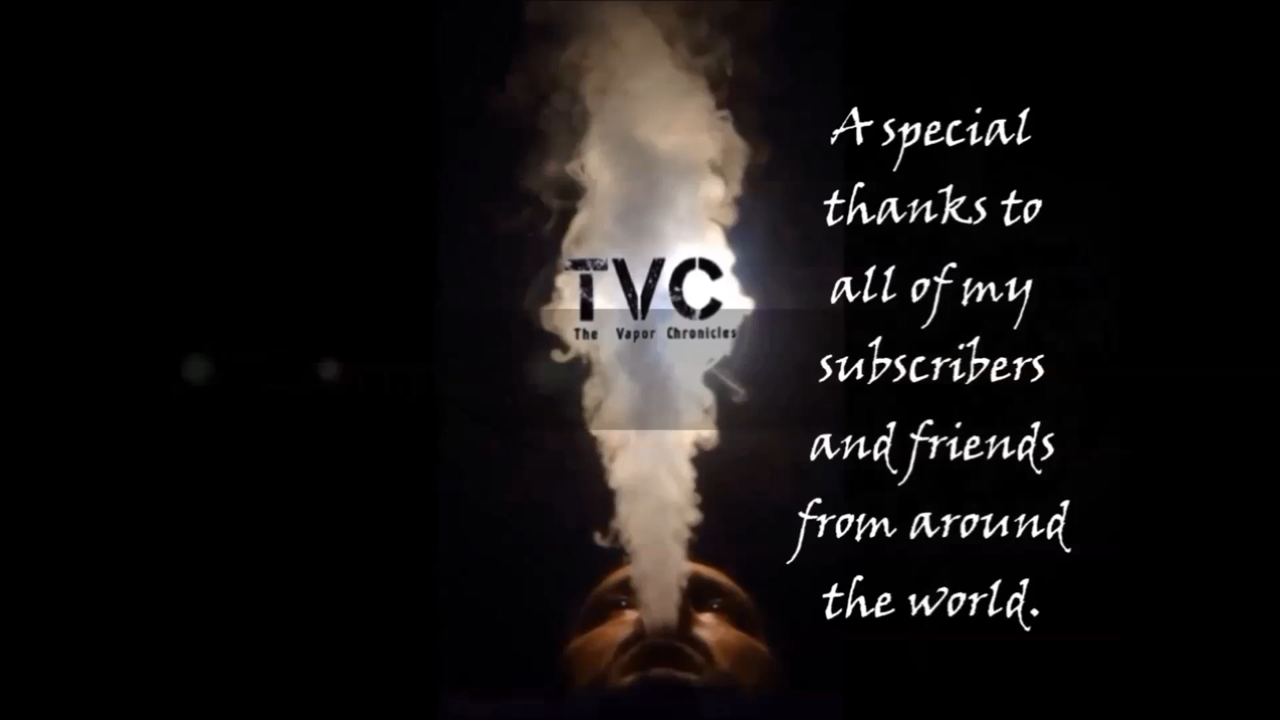 TVC
The Vapor Chronicles
A special
thanks to
all of my
subscribers
and friends
from around
the world.